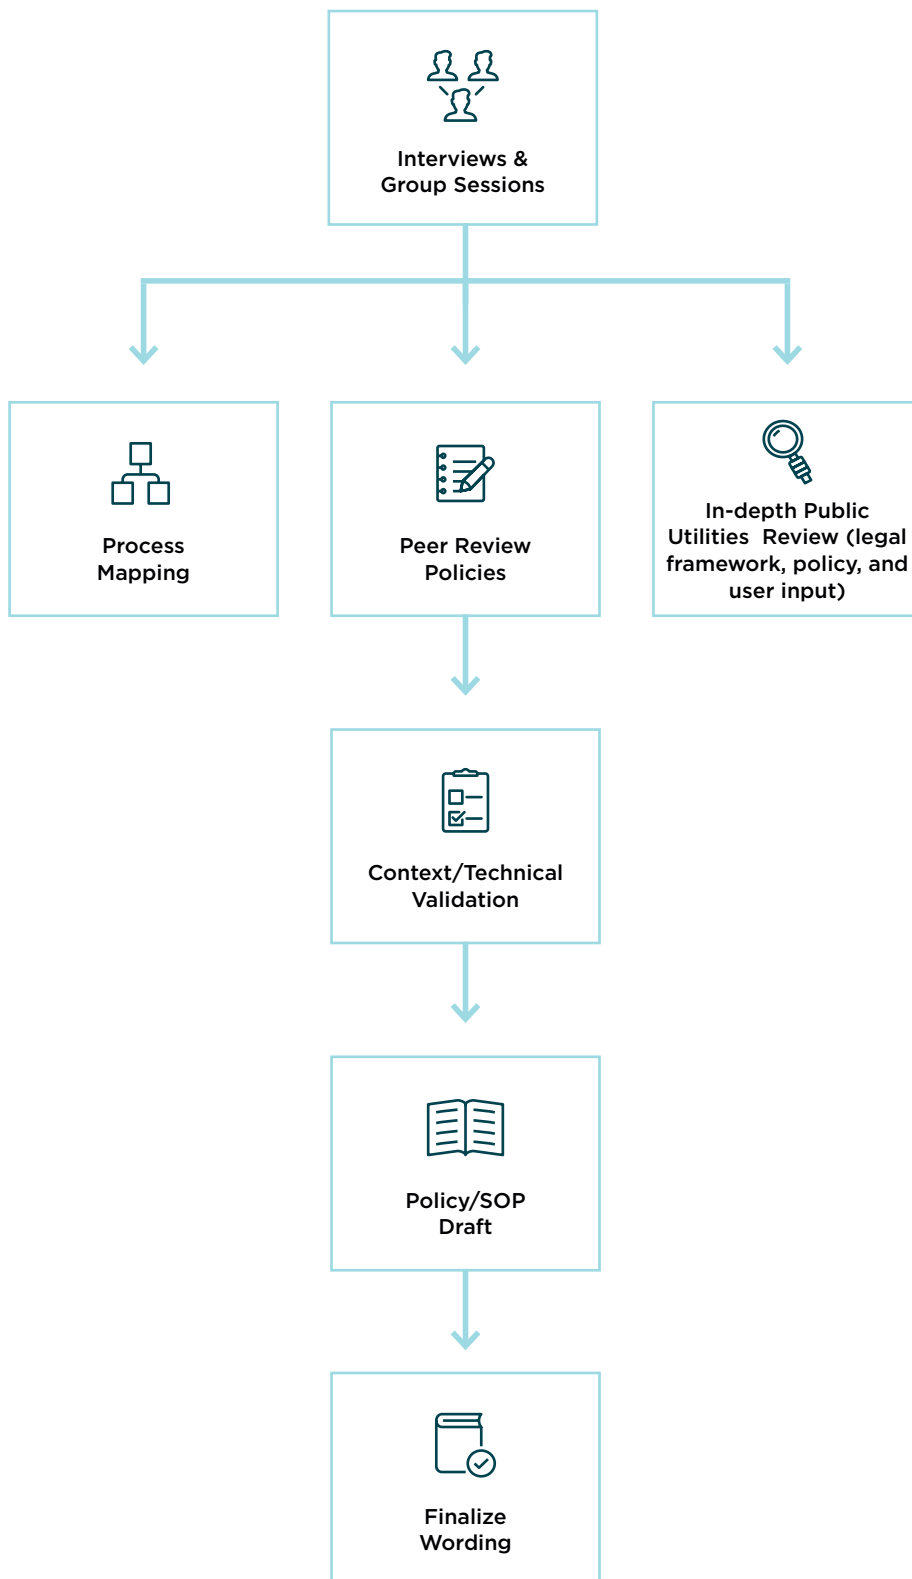 Interviews &
Group Sessions
Process
Mapping
Peer Review
Policies
In-depth Public
Utilities  Review (legal
framework, policy, and
user input)
Context/Technical
Validation
Policy/SOP
Draft
Finalize
Wording